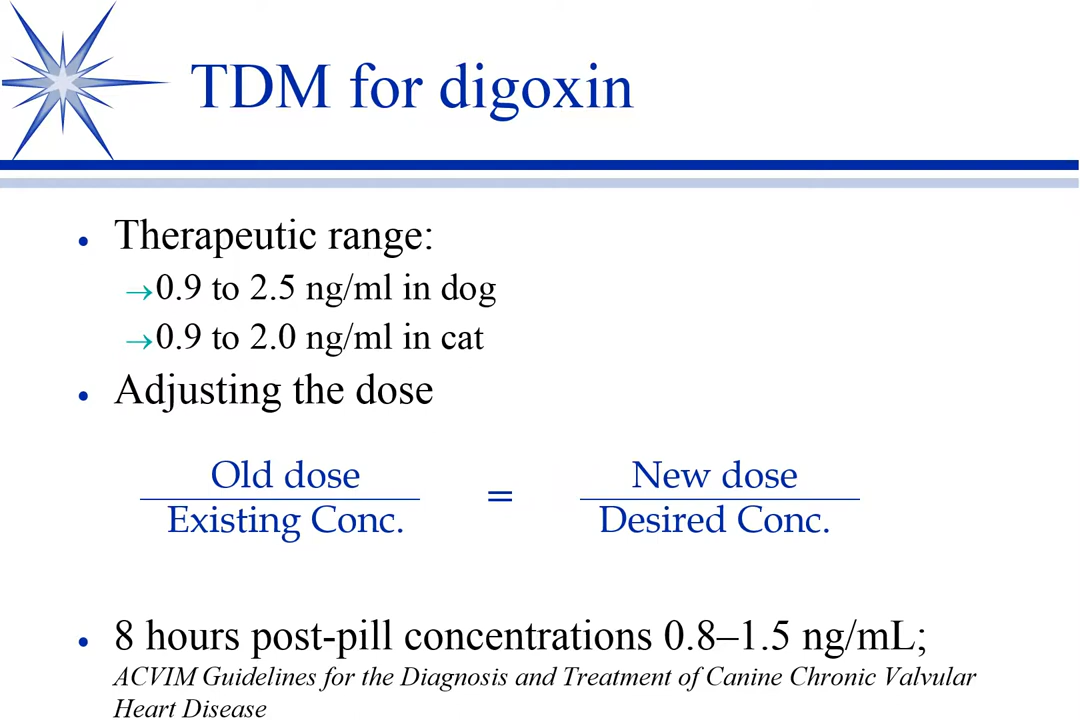 TDM for digoxin
• Therapeutic range:
→0.9 to 2.5 ng/ml in dog
→0.9 to 2.0 ng/ml in cat
• Adjusting the dose
Old dose = New dose
Existing Conc. Desired Conc.
• 8 hours post-pill concentrations 0.8–1.5 ng/mL;
ACVIM Guidelines for the Diagnosis and Treatment of Canine Chronic Valvular
Heart Disease